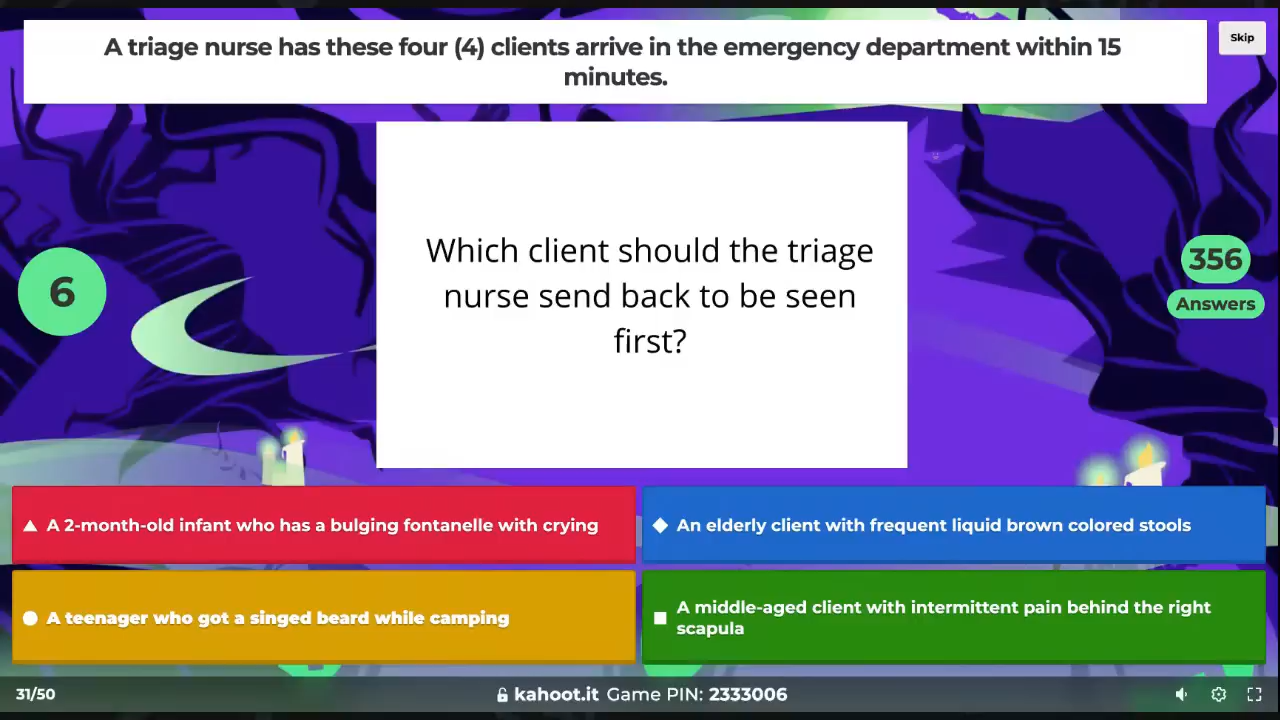 A triage nurse has these four (4) clients arrive in the emergency department within 15
minutes.
Skip
Which client should the triage
nurse send back to be seen
first?
6
356
Answers
A 2-month-old infant who has a bulging fontanelle with crying
An elderly client with frequent liquid brown colored stools
A teenager who got a singed beard while camping
A middle-aged client with intermittent pain behind the right
scapula
31/50
kahoot.it Game PIN: 2333006